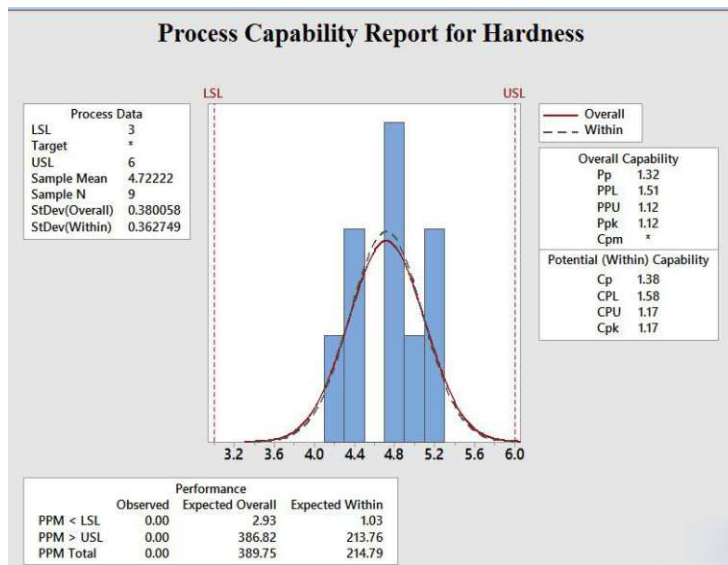 Process Capability Report for Hardness
LSL
USL
Process Data
LSL 3
Target *
USL 6
Sample Mean 4.72222
Sample N 9
StDev(Overall) 0.380058
StDev(Within) 0.362749
Overall
Within
Overall Capability
Pp 1.32
PPL 1.51
PPU 1.12
Ppk 1.12
Cpm *
Potential (Within) Capability
Cp 1.38
CPL 1.58
CPU 1.17
Cpk 1.17
3.2 3.6 4.0 4.4 4.8 5.2 5.6 6.0
Performance
Observed Expected Overall Expected Within
PPM < LSL 0.00 2.93 1.03
PPM > USL 0.00 386.82 213.76
PPM Total 0.00 389.75 214.79